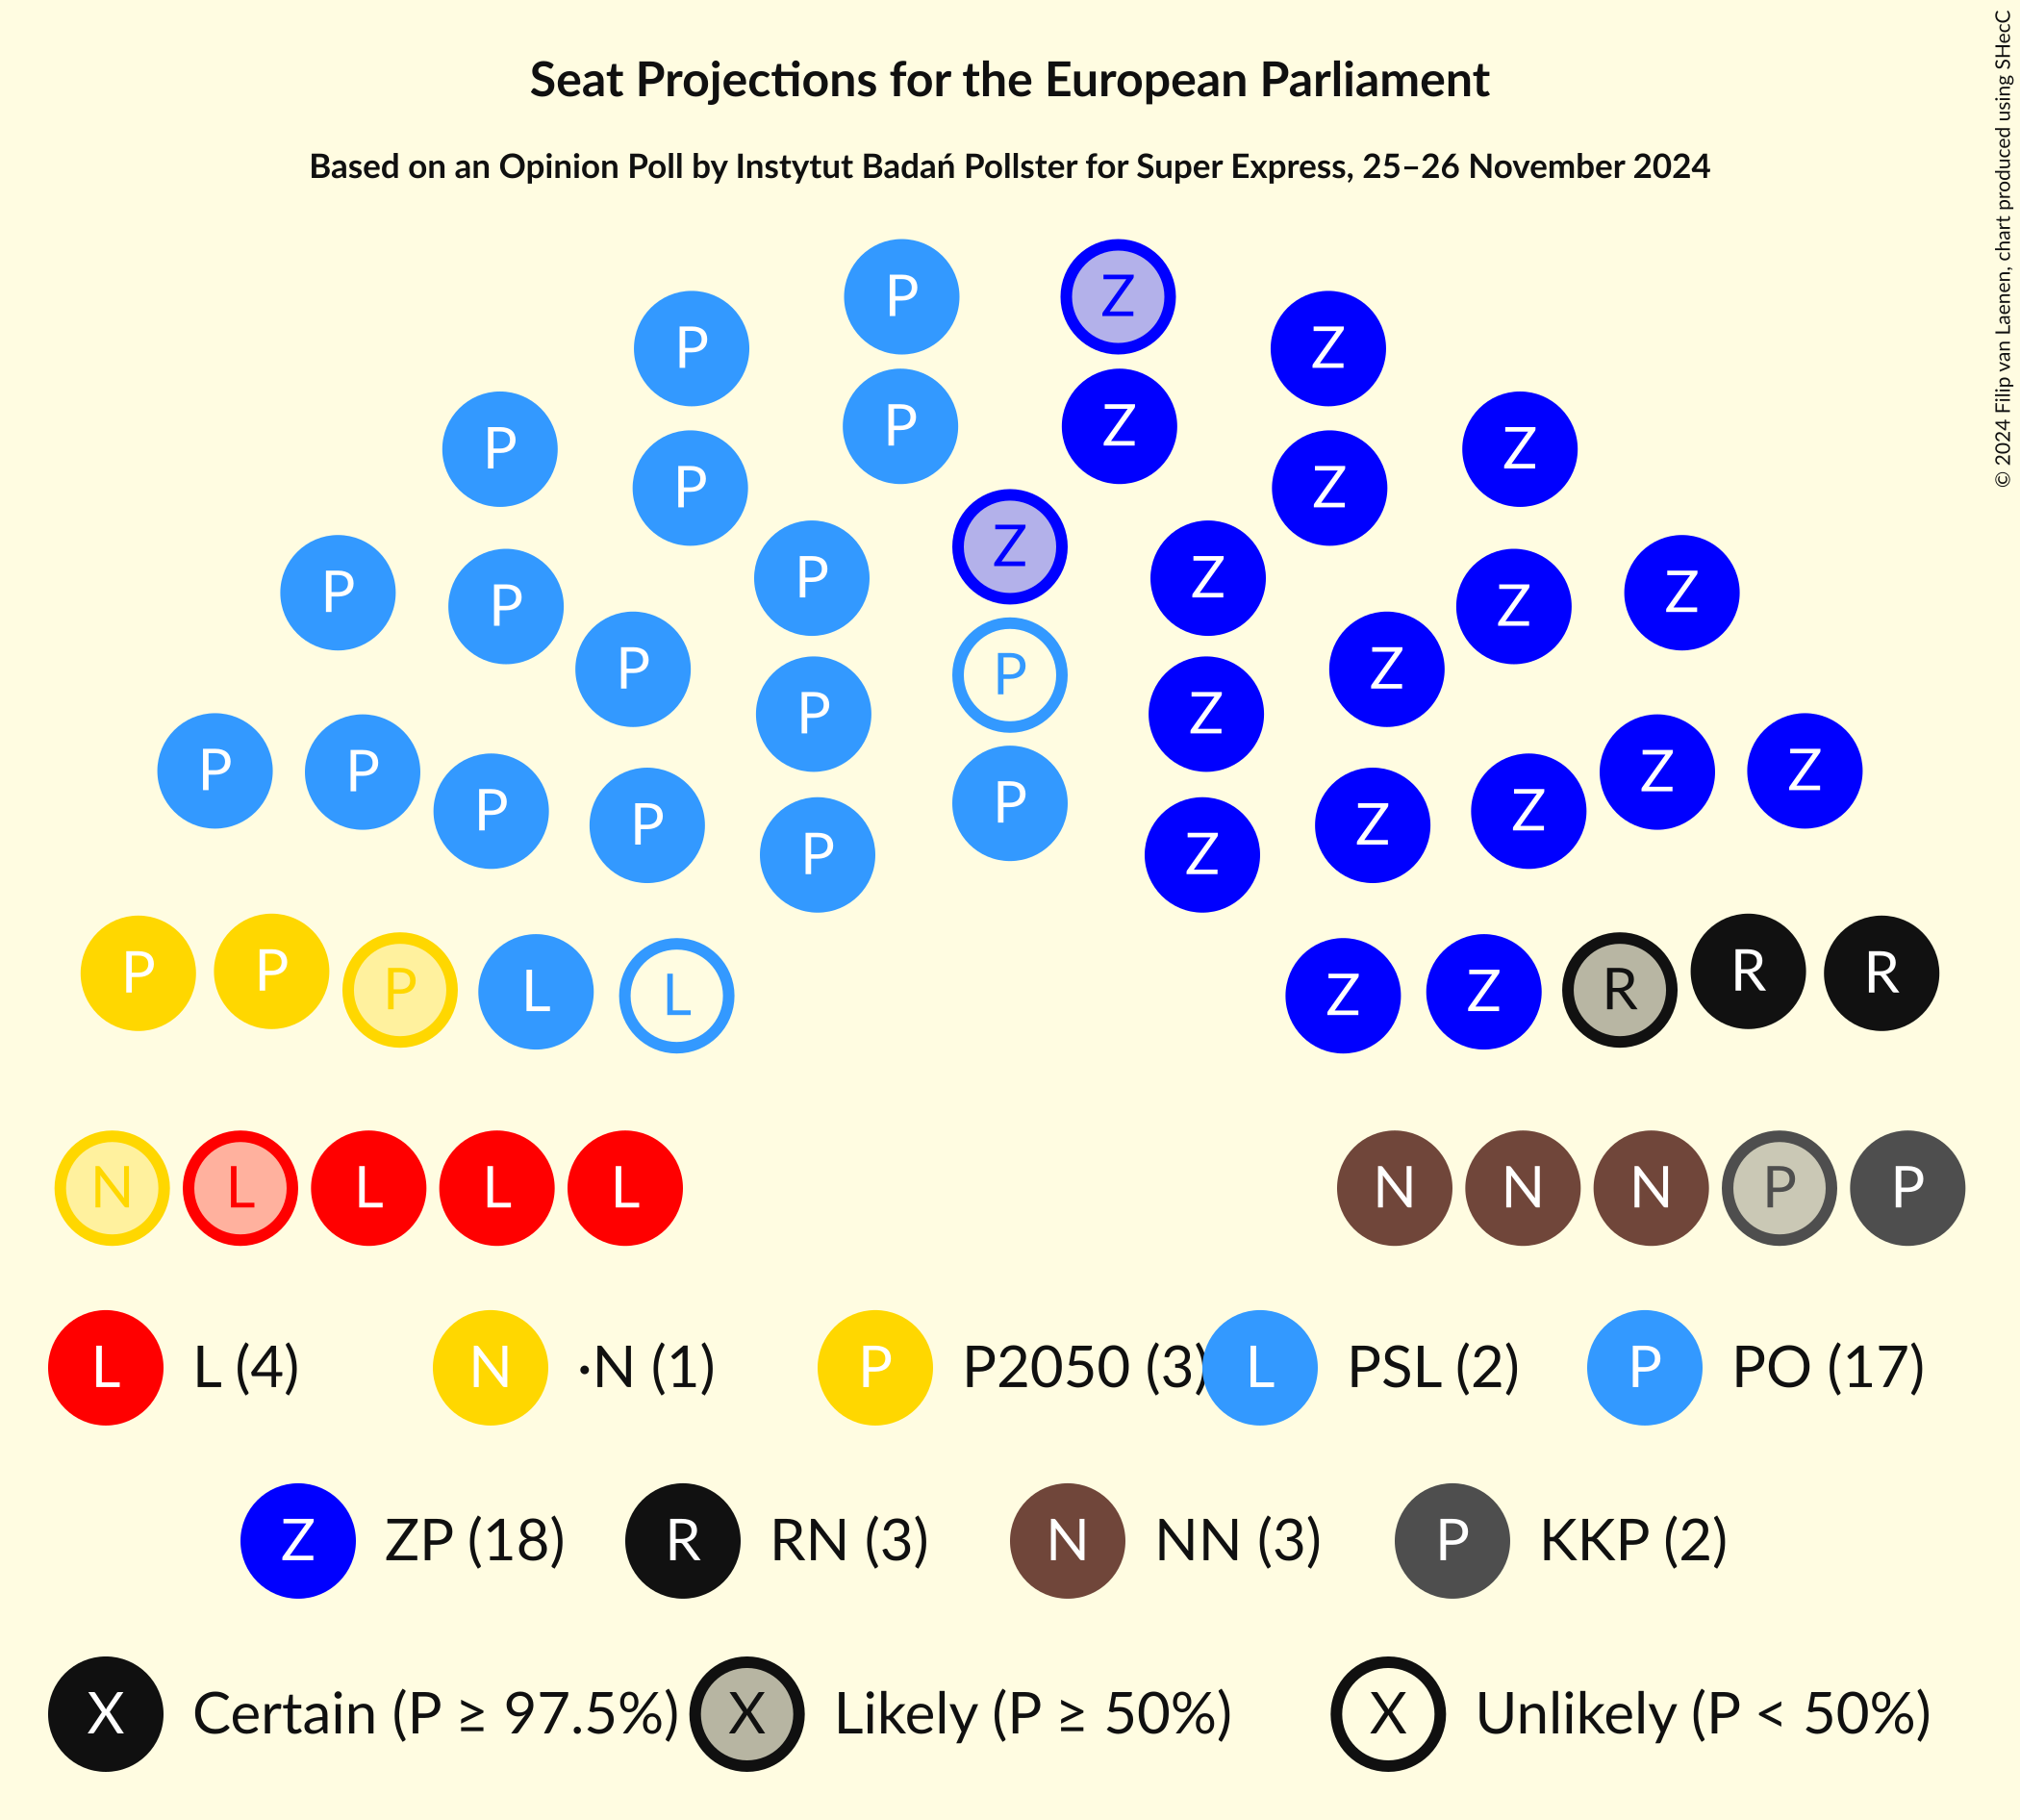 Seat Projections for the European Parliament
Based on an Opinion Poll by Instytut Badań Pollster for Super Express, 25–26 November 2024
© 2024 Filip van Laenen, chart produced using SHecC
P Z
P Z
P Z
P Z
P Z
P Z Z
P Z
P Z P Z
P P Z Z
P P Z Z
P Z
P P Z Z
P P Z Z
P P Z Z
P Z
P P P L L Z Z R R R
N L L L L N N N P P
L L (4) N ·N (1) P P2050 (3) L PSL (2) P PO (17)
Z ZP (18) R RN (3) N NN (3) P KKP (2)
X Certain (P ≥ 97.5%) X Likely (P ≥ 50%) X Unlikely (P < 50%)